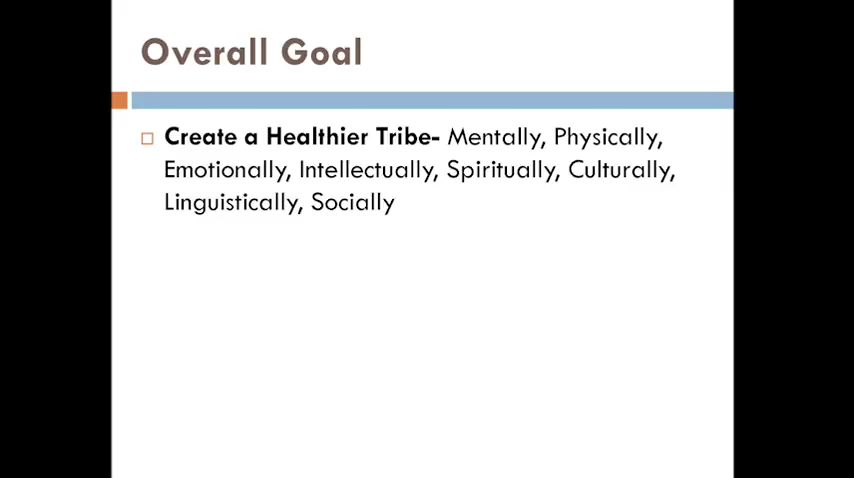 Overall Goal
Create a Healthier Tribe- Mentally, Physically,
Emotionally, Intellectually, Spiritually, Culturally,
Linguistically, Socially